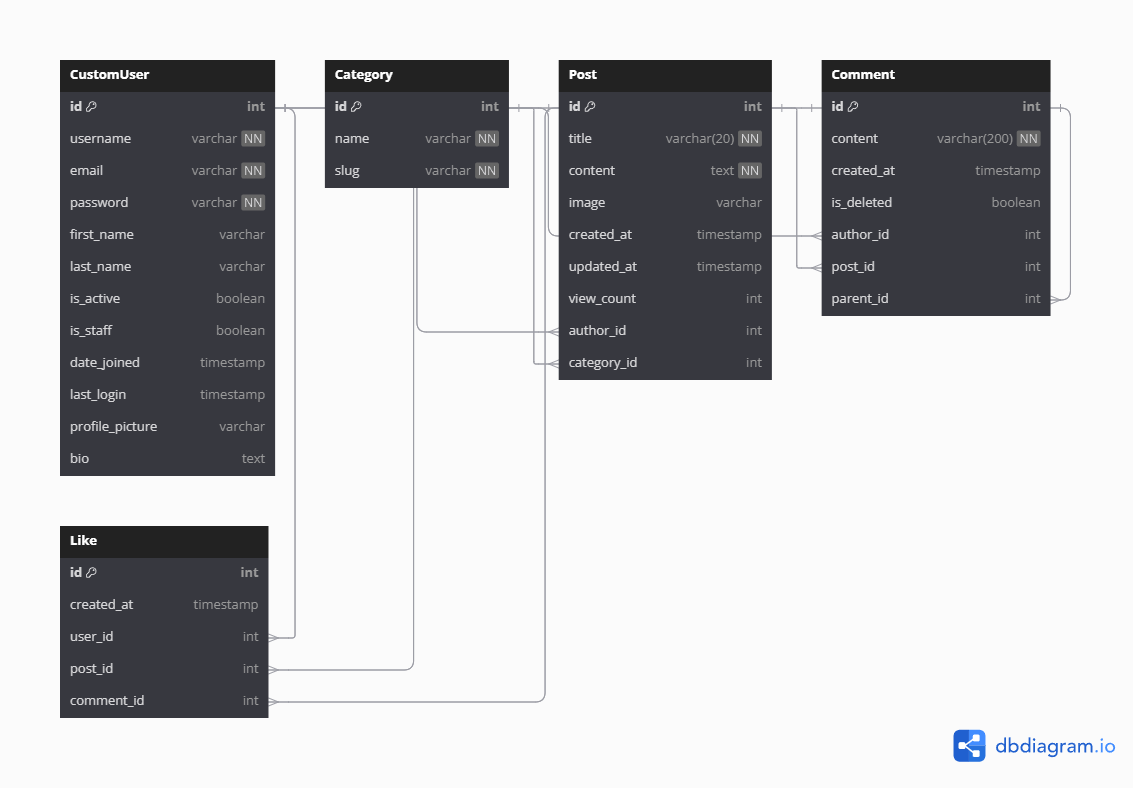 CustomUser
id int
username varchar NN
email varchar NN
password varchar NN
first_name varchar
last_name varchar
is_active boolean
is_staff boolean
date_joined timestamp
last_login timestamp
profile_picture varchar
bio text
Category
id int
name varchar NN
slug varchar NN
Post
id int
title varchar(20) NN
content text NN
image varchar
created_at timestamp
updated_at timestamp
view_count int
author_id int
category_id int
Comment
id int
content varchar(200) NN
created_at timestamp
is_deleted boolean
author_id int
post_id int
parent_id int
Like
id int
created_at timestamp
user_id int
post_id int
comment_id int
dbdiagram.io